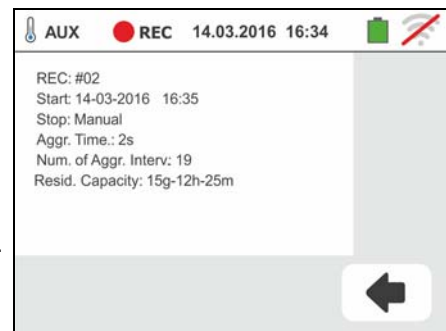 AUX REC 14.03.2016 16:34
REC: #02
Start: 14-03-2016 16:35
Stop: Manual
Aggr. Time.: 2s
Num. of Aggr. Interv.: 19
Resid. Capacity: 15g-12h-25m